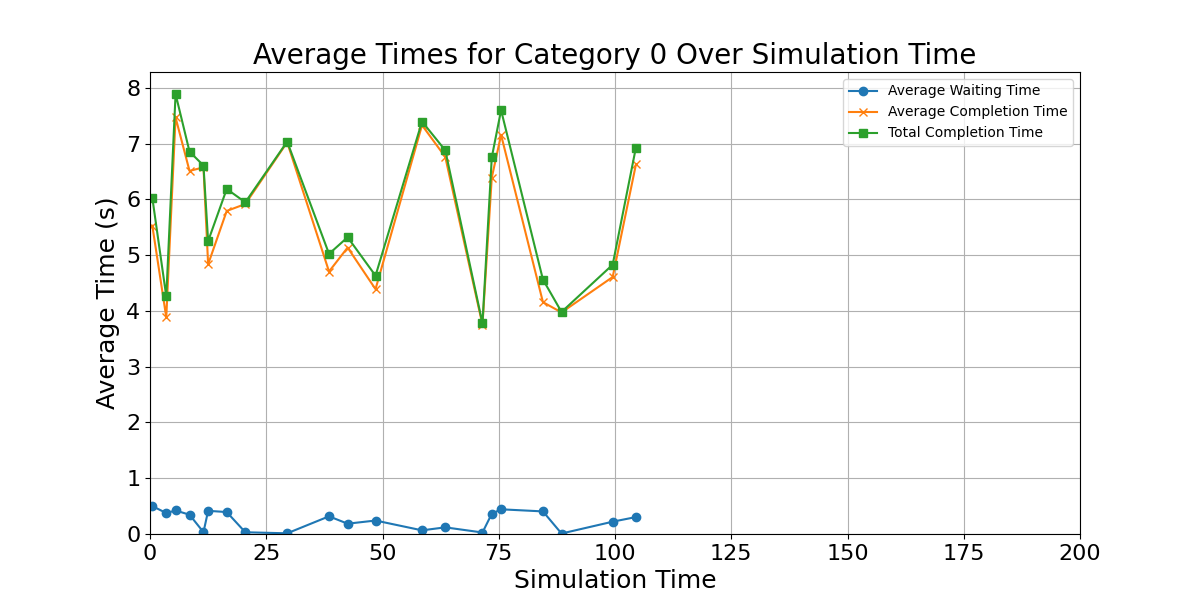 Average Times for Category 0 Over Simulation Time
Average Waiting Time
Average Completion Time
Total Completion Time
Average Time (s)
8
7
6
5
4
3
2
1
0
0 25 50 75 100 125 150 175 200
Simulation Time